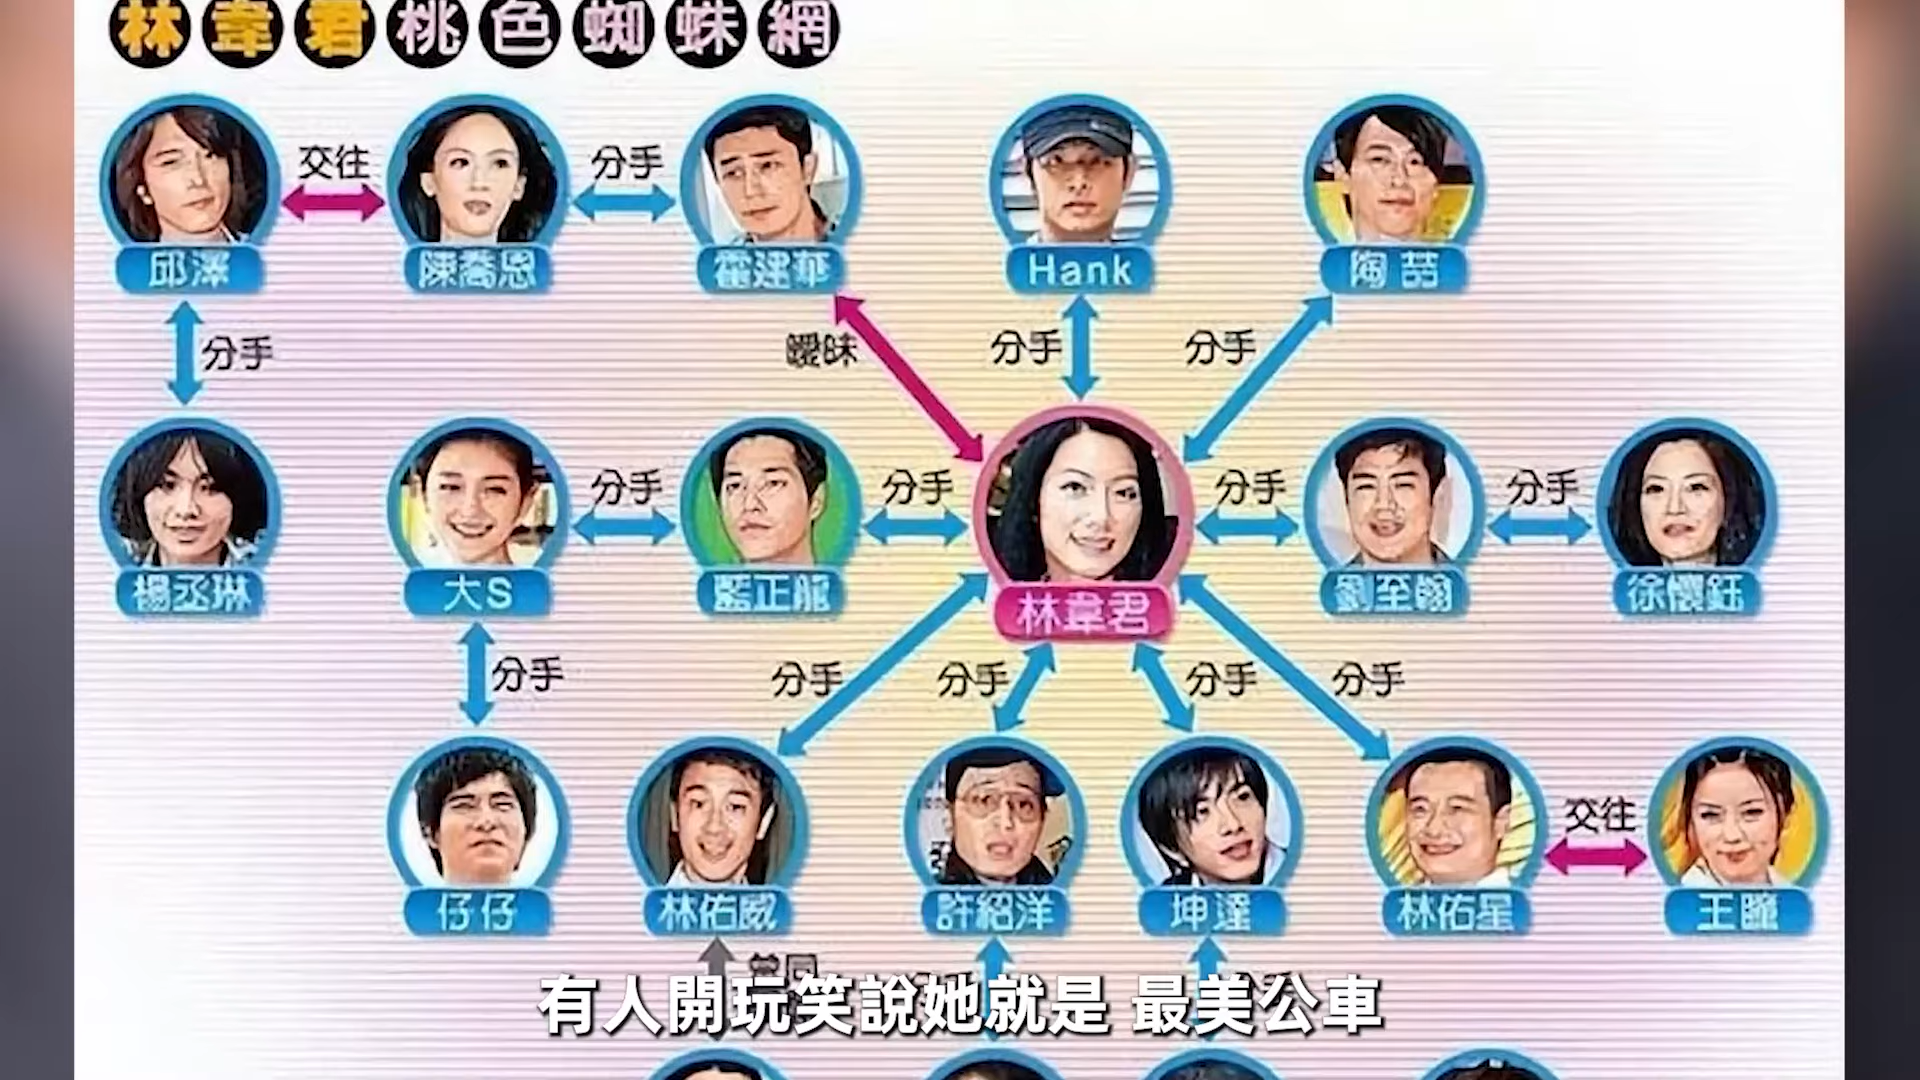 林韋君桃色蜘蛛網
交往
分手
邱澤
陳喬恩
霍建華
Hank
陶喆
分手
曖昧
分手
分手
分手
分手
分手
分手
楊丞琳
大S
藍正龍
林韋君
劉至翰
徐懷鈺
分手
分手
分手
分手
分手
交往
仔仔
林佑威
許紹洋
坤達
林佑星
王瞳
有人開玩笑說她就是 最美公車